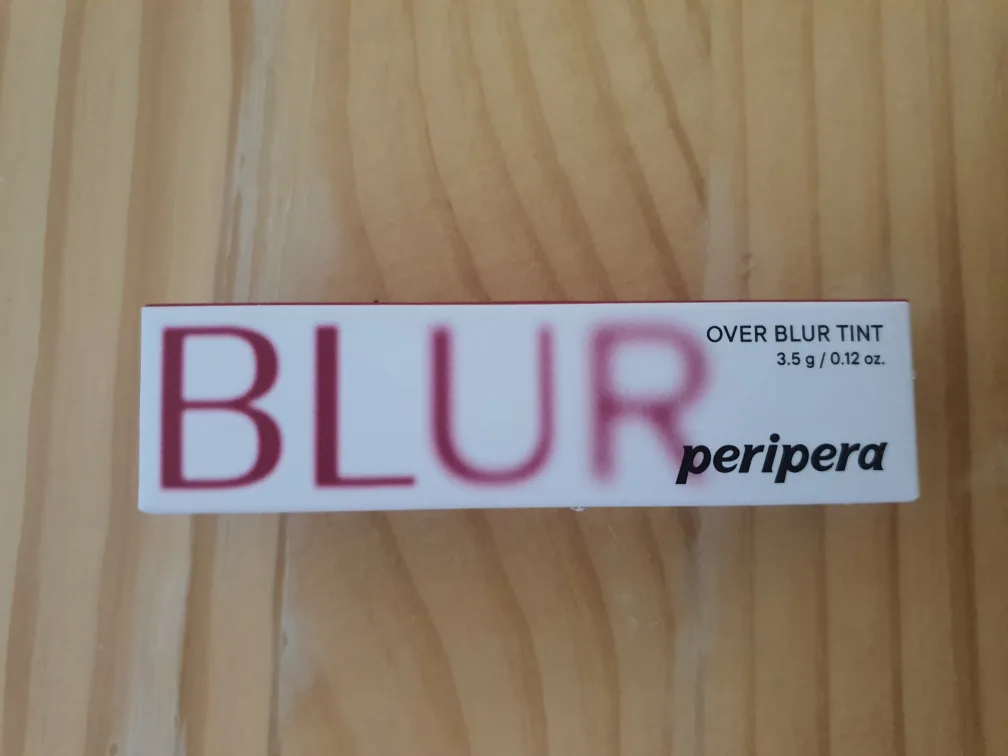 BLUR
OVER BLUR TINT
3.5 g / 0.12 oz.
peripera